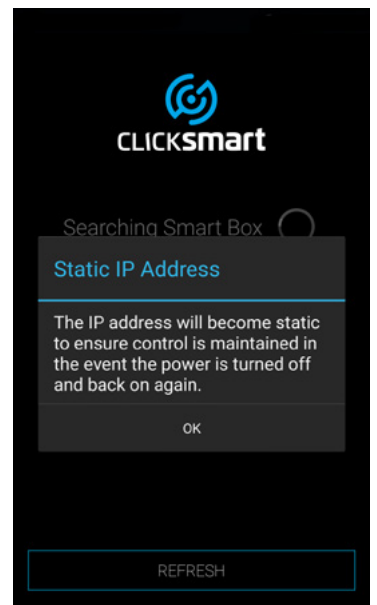 CLICKsmart
Searching Smart Box
Static IP Address
The IP address will become static
to ensure control is maintained in
the event the power is turned off
and back on again.
OK
REFRESH